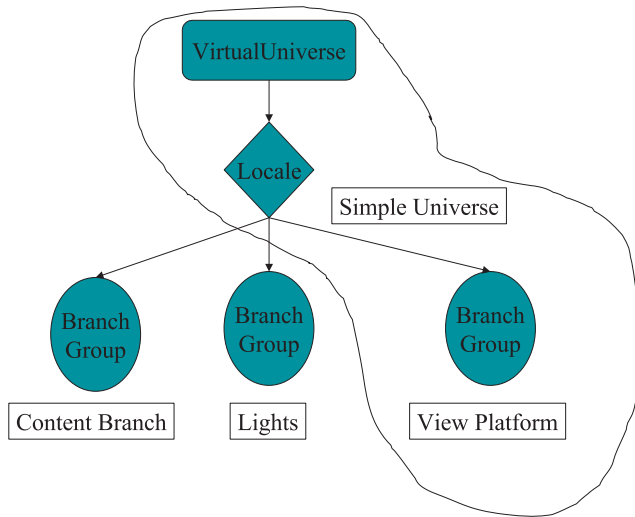 VirtualUniverse
Locale
Simple Universe
Branch
Group
Branch
Group
Branch
Group
Content Branch
Lights
View Platform